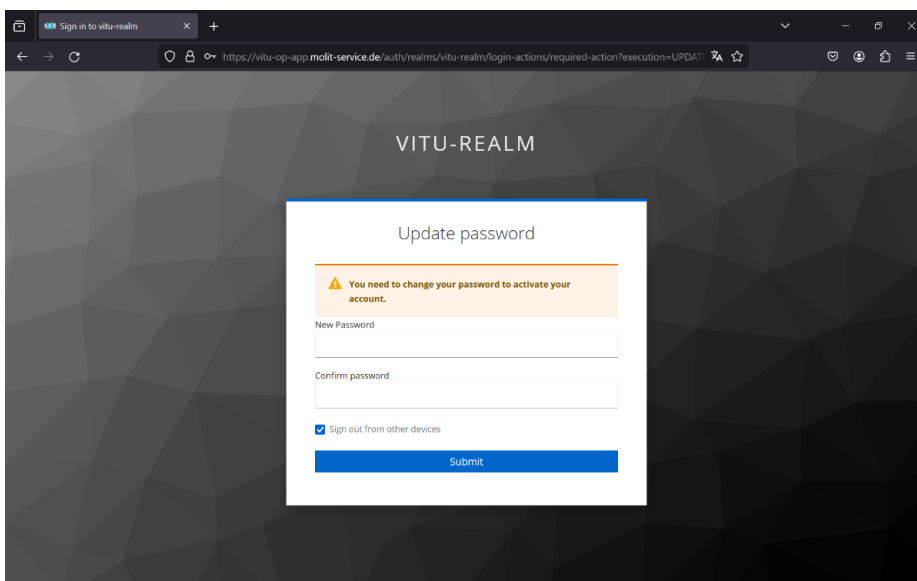 Sign in to vitu-realm
https://vitu-op-app.molit-service.de/auth/realms/vitu-realm/login-actions/required-action?execution=UPDAT
VITU-REALM
Update password
You need to change your password to activate your
account.
New Password
Confirm password
Sign out from other devices
Submit